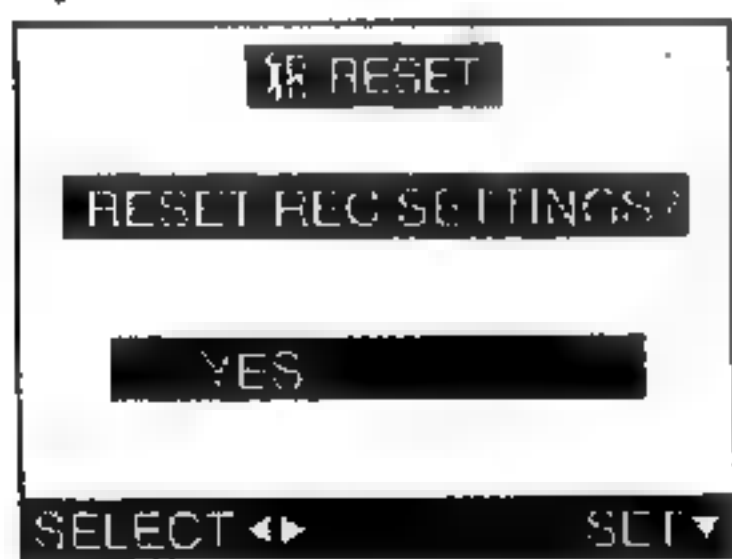 RESET
RESET REC SETTINGS?
YES
SELECT ◀▶ SET ▼